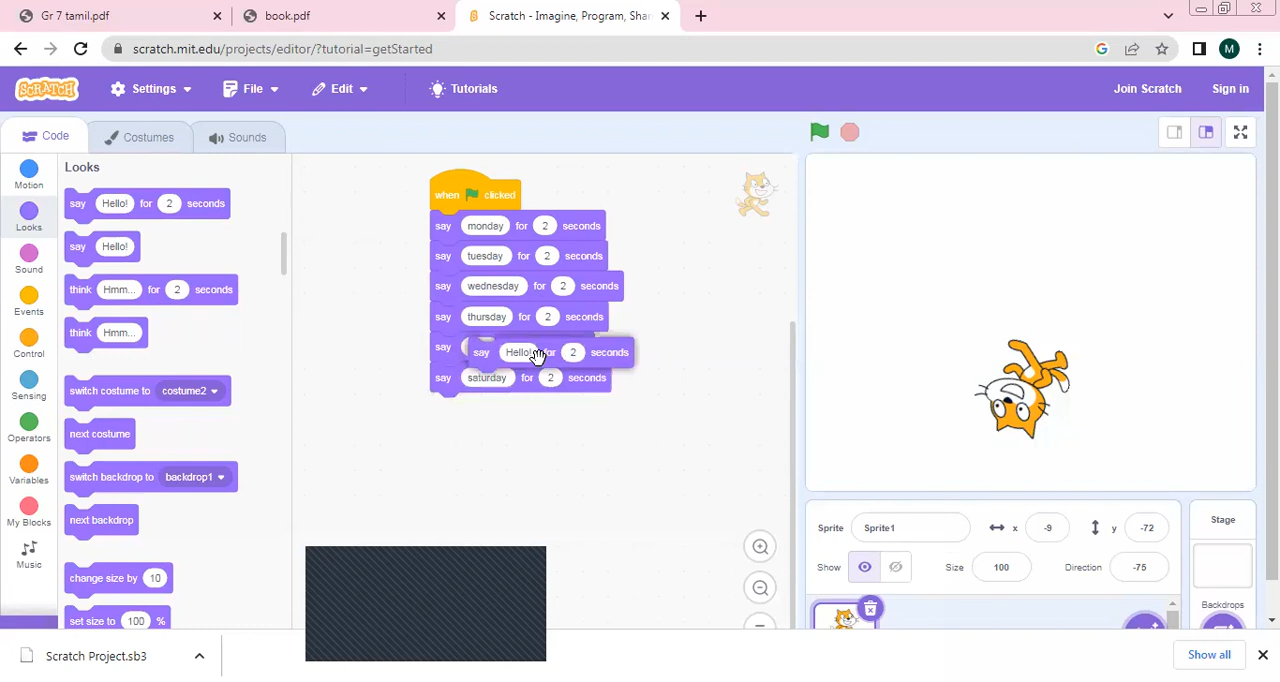 Gr 7 tamil.pdf
book.pdf
Scratch - Imagine, Program, Sha
scratch.mit.edu/projects/editor/?tutorial=getStarted
M
SCRATCH
Settings
File
Edit
Tutorials
Join Scratch
Sign in
Code
Costumes
Sounds
Motion
Looks
Sound
Events
Control
Sensing
Operators
Variables
My Blocks
Music
Looks
say Hello! for 2 seconds
say Hello!
think Hmm... for 2 seconds
think Hmm...
switch costume to costume2
next costume
switch backdrop to backdrop1
next backdrop
change size by 10
set size to 100 %
when clicked
say monday for 2 seconds
say tuesday for 2 seconds
say wednesday for 2 seconds
say thursday for 2 seconds
say
say Hello! for 2 seconds
say saturday for 2 seconds
Sprite Sprite1 x -9 y -72
Show Size 100 Direction -75
Stage
Backdrops
Scratch Project.sb3
Show all